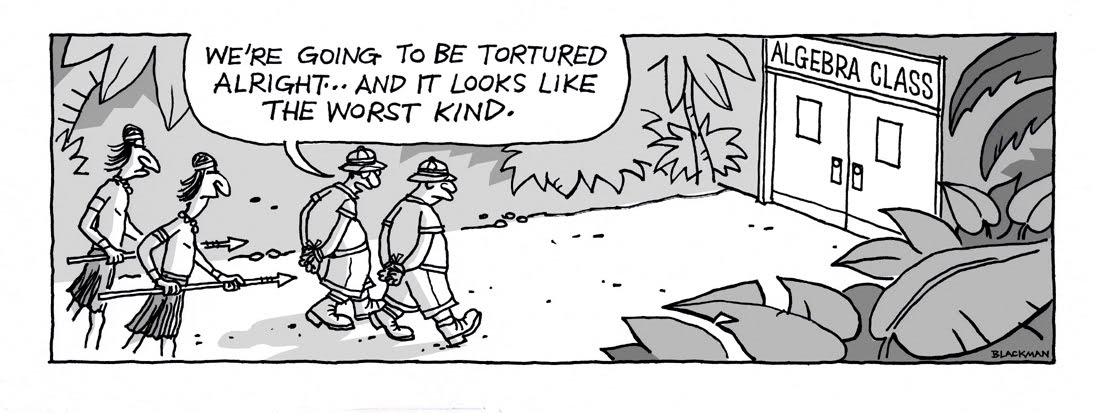 WE'RE GOING TO BE TORTURED
ALRIGHT... AND IT LOOKS LIKE
THE WORST KIND.
ALGEBRA CLASS
BLACKMAN